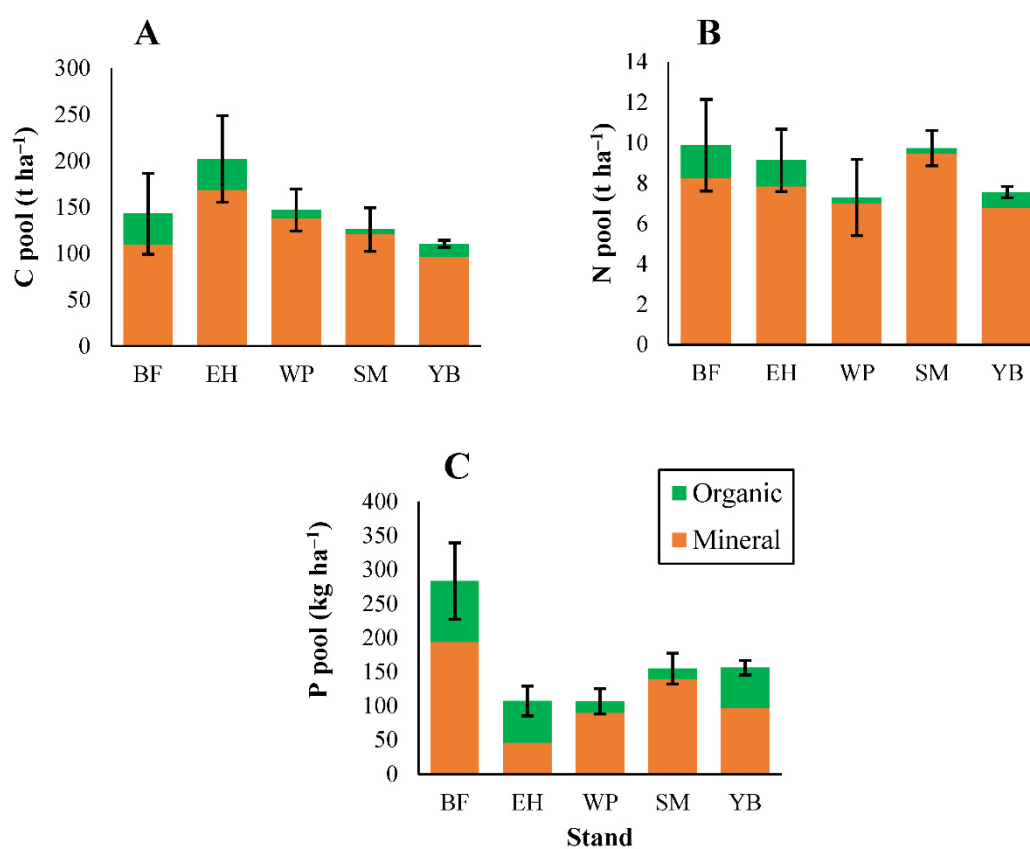 A
C pool (t ha⁻¹)
300
250
200
150
100
50
0
BF EH WP SM YB
B
N pool (t ha⁻¹)
14
12
10
8
6
4
2
0
BF EH WP SM YB
C
P pool (kg ha⁻¹)
400
350
300
250
200
150
100
50
0
BF EH WP SM YB
Stand
Organic
Mineral